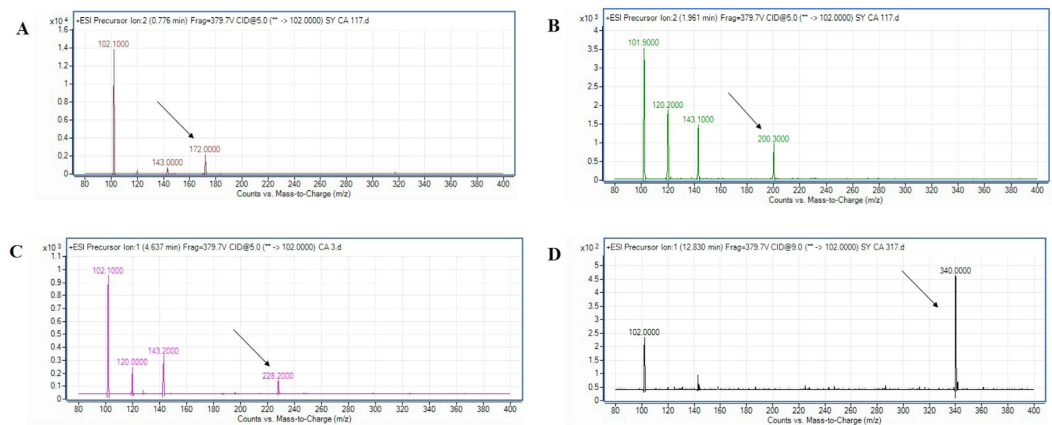 A
+ESI Precursor Ion:2 (0.776 min) Frag=379.7V CID@5.0 (** -> 102.0000) SY CA 117.d
x10 4
1.6
1.4
1.2
1
0.8
0.6
0.4
0.2
0
102.1000
143.0000
172.0000
80 100 120 140 160 180 200 220 240 260 280 300 320 340 360 380 400
Counts vs. Mass-to-Charge (m/z)
B
+ESI Precursor Ion:2 (1.961 min) Frag=379.7V CID@5.0 (** -> 102.0000) SY CA 117.d
x10 3
4
3.5
3
2.5
2
1.5
1
0.5
0
101.9000
120.2000
143.1000
200.3000
80 100 120 140 160 180 200 220 240 260 280 300 320 340 360 380 400
Counts vs. Mass-to-Charge (m/z)
C
+ESI Precursor Ion:1 (4.637 min) Frag=379.7V CID@5.0 (** -> 102.0000) CA 3.d
x10 3
1.1
1
0.9
0.8
0.7
0.6
0.5
0.4
0.3
0.2
0.1
0
102.1000
120.0000
143.2000
228.2000
80 100 120 140 160 180 200 220 240 260 280 300 320 340 360 380 400
Counts vs. Mass-to-Charge (m/z)
D
+ESI Precursor Ion:1 (12.830 min) Frag=379.7V CID@9.0 (** -> 102.0000) SY CA 317.d
x10 2
5
4.5
4
3.5
3
2.5
2
1.5
1
0.5
102.0000
340.0000
80 100 120 140 160 180 200 220 240 260 280 300 320 340 360 380 400
Counts vs. Mass-to-Charge (m/z)